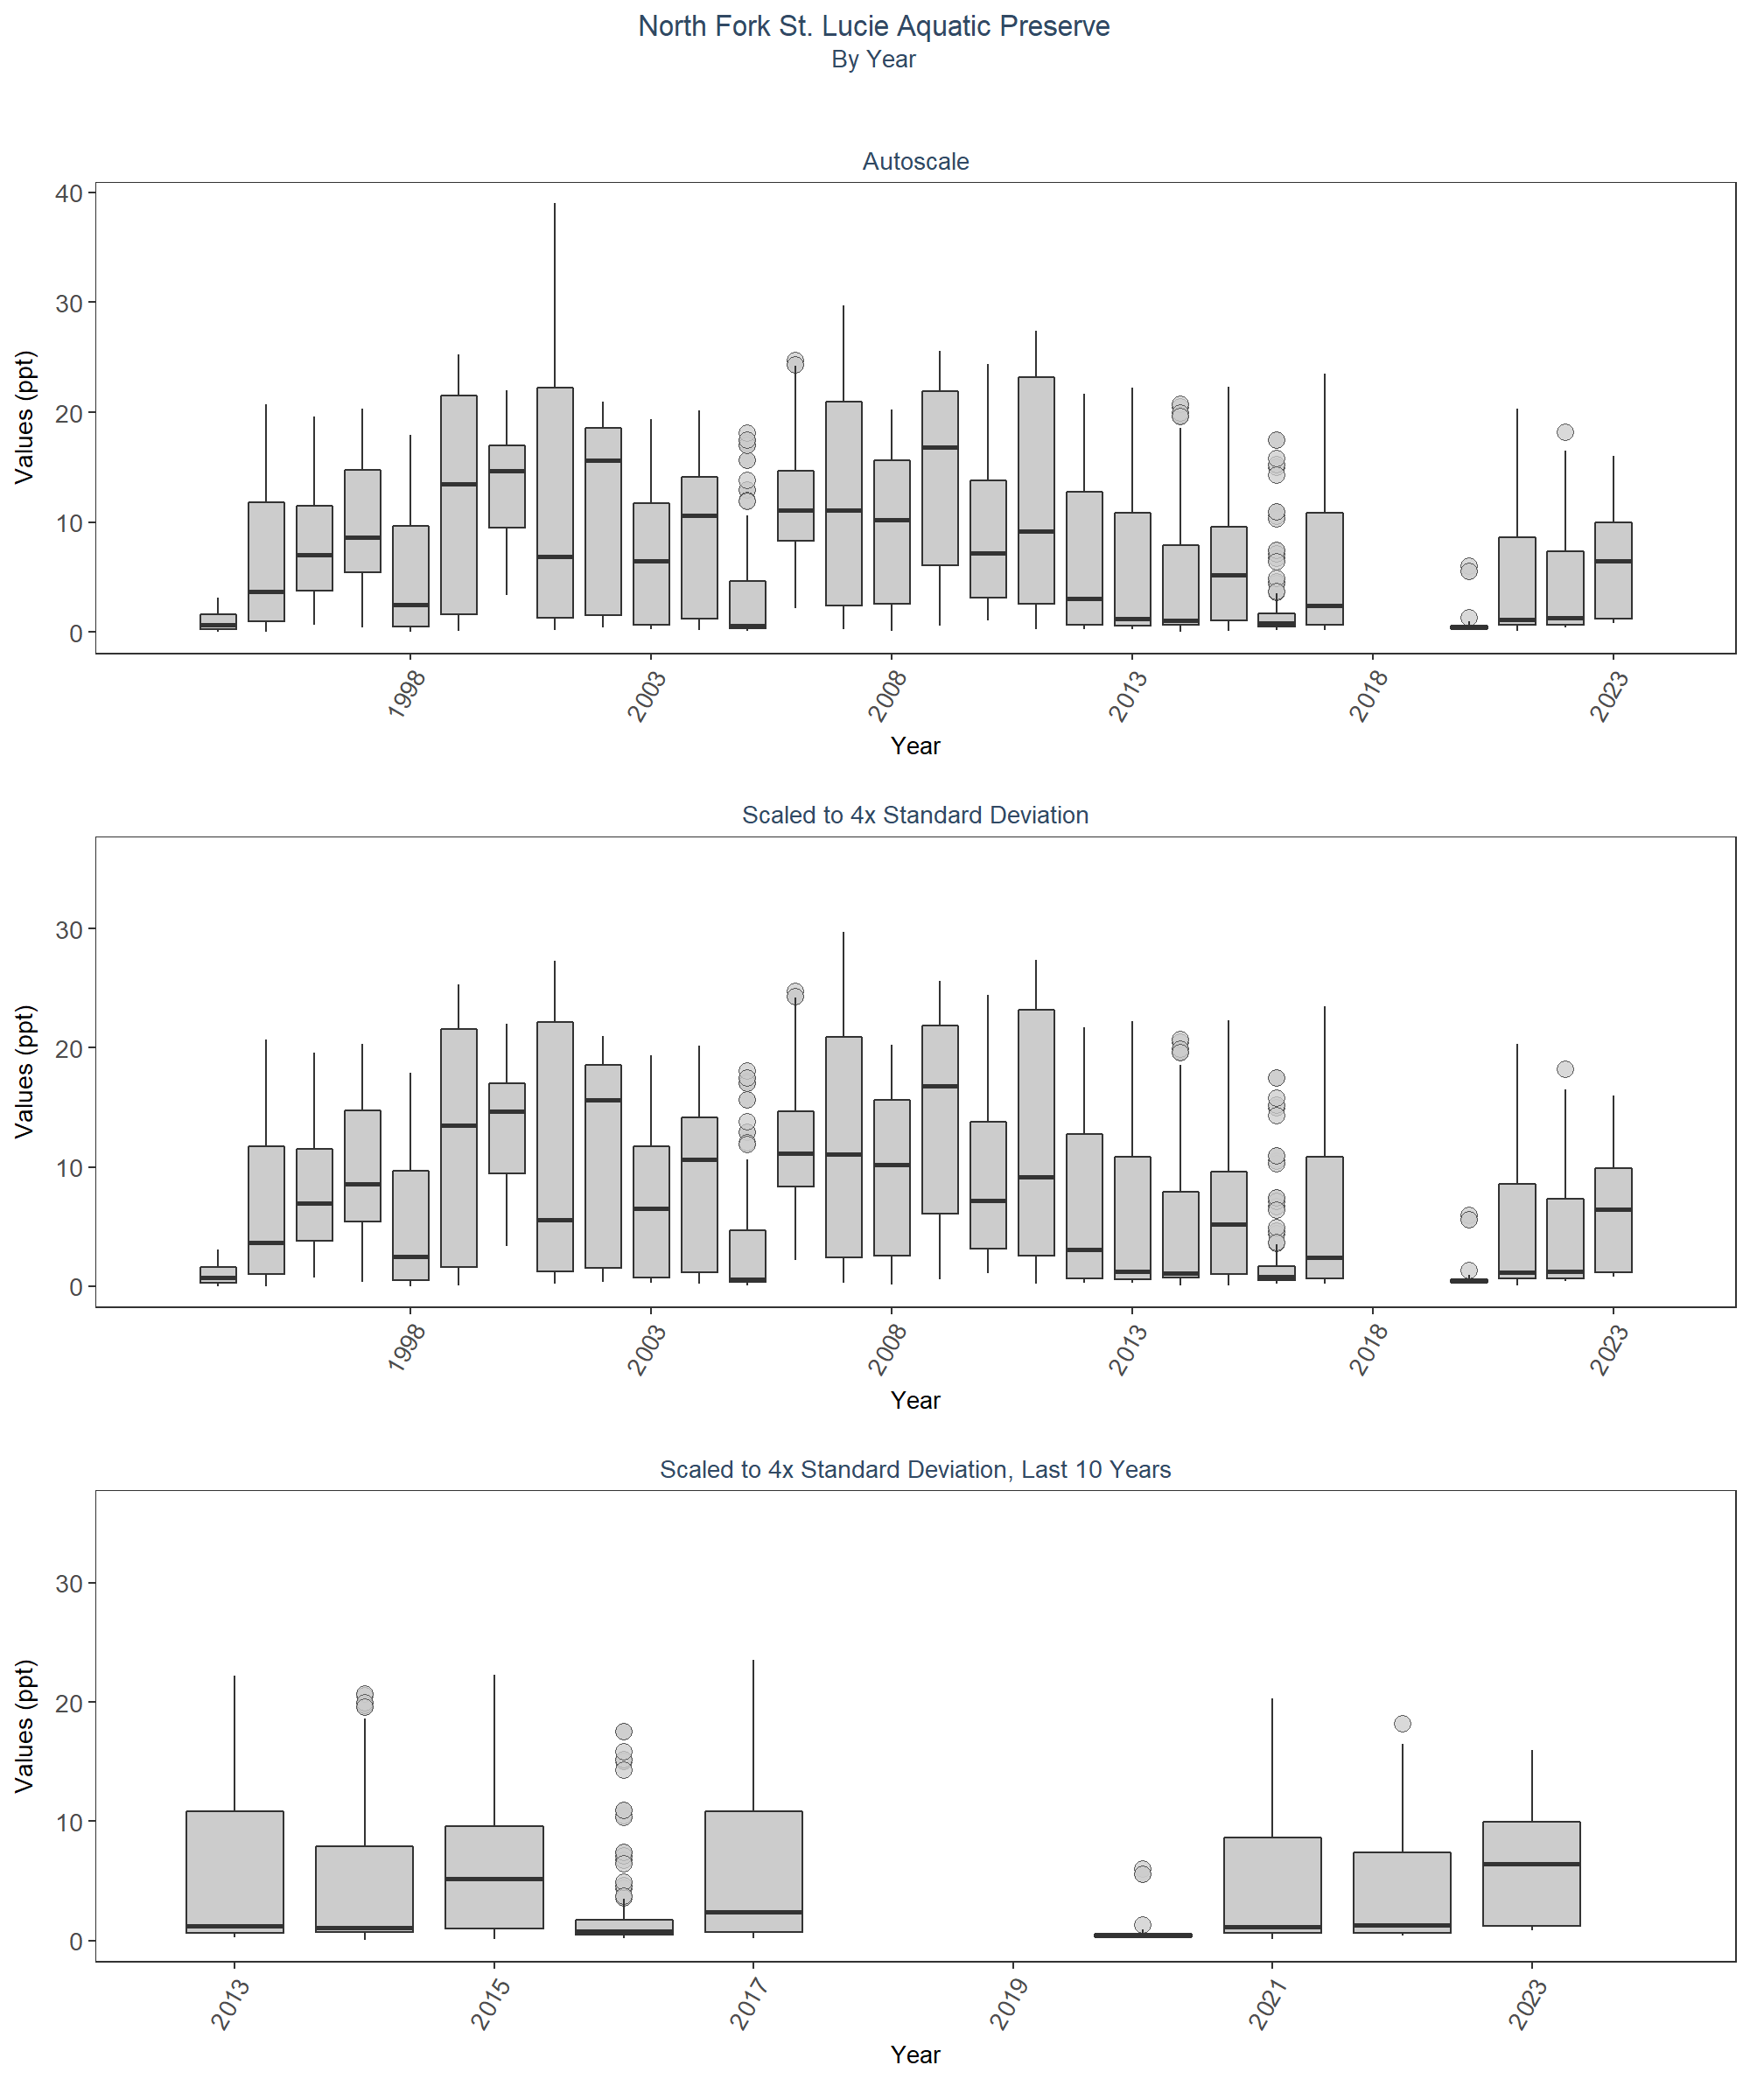 North Fork St. Lucie Aquatic Preserve
By Year
Autoscale
Values (ppt)
40
30
20
10
0
1998
2003
2008
2013
2018
2023
Year
Scaled to 4x Standard Deviation
Values (ppt)
30
20
10
0
1998
2003
2008
2013
2018
2023
Year
Scaled to 4x Standard Deviation, Last 10 Years
Values (ppt)
30
20
10
0
2013
2015
2017
2019
2021
2023
Year